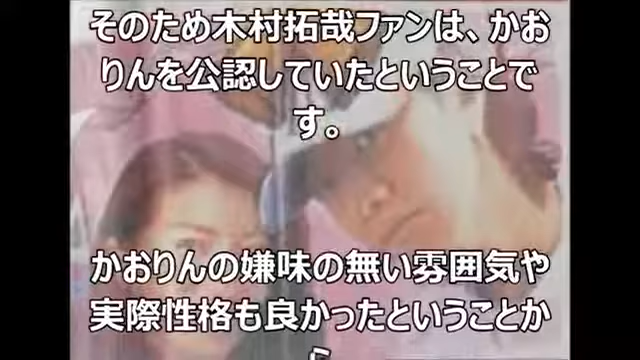 そのため木村拓哉ファンは、かお
りんを公認していたということで
す。
かおりんの嫌味の無い雰囲気や
実際性格も良かったということか
ら